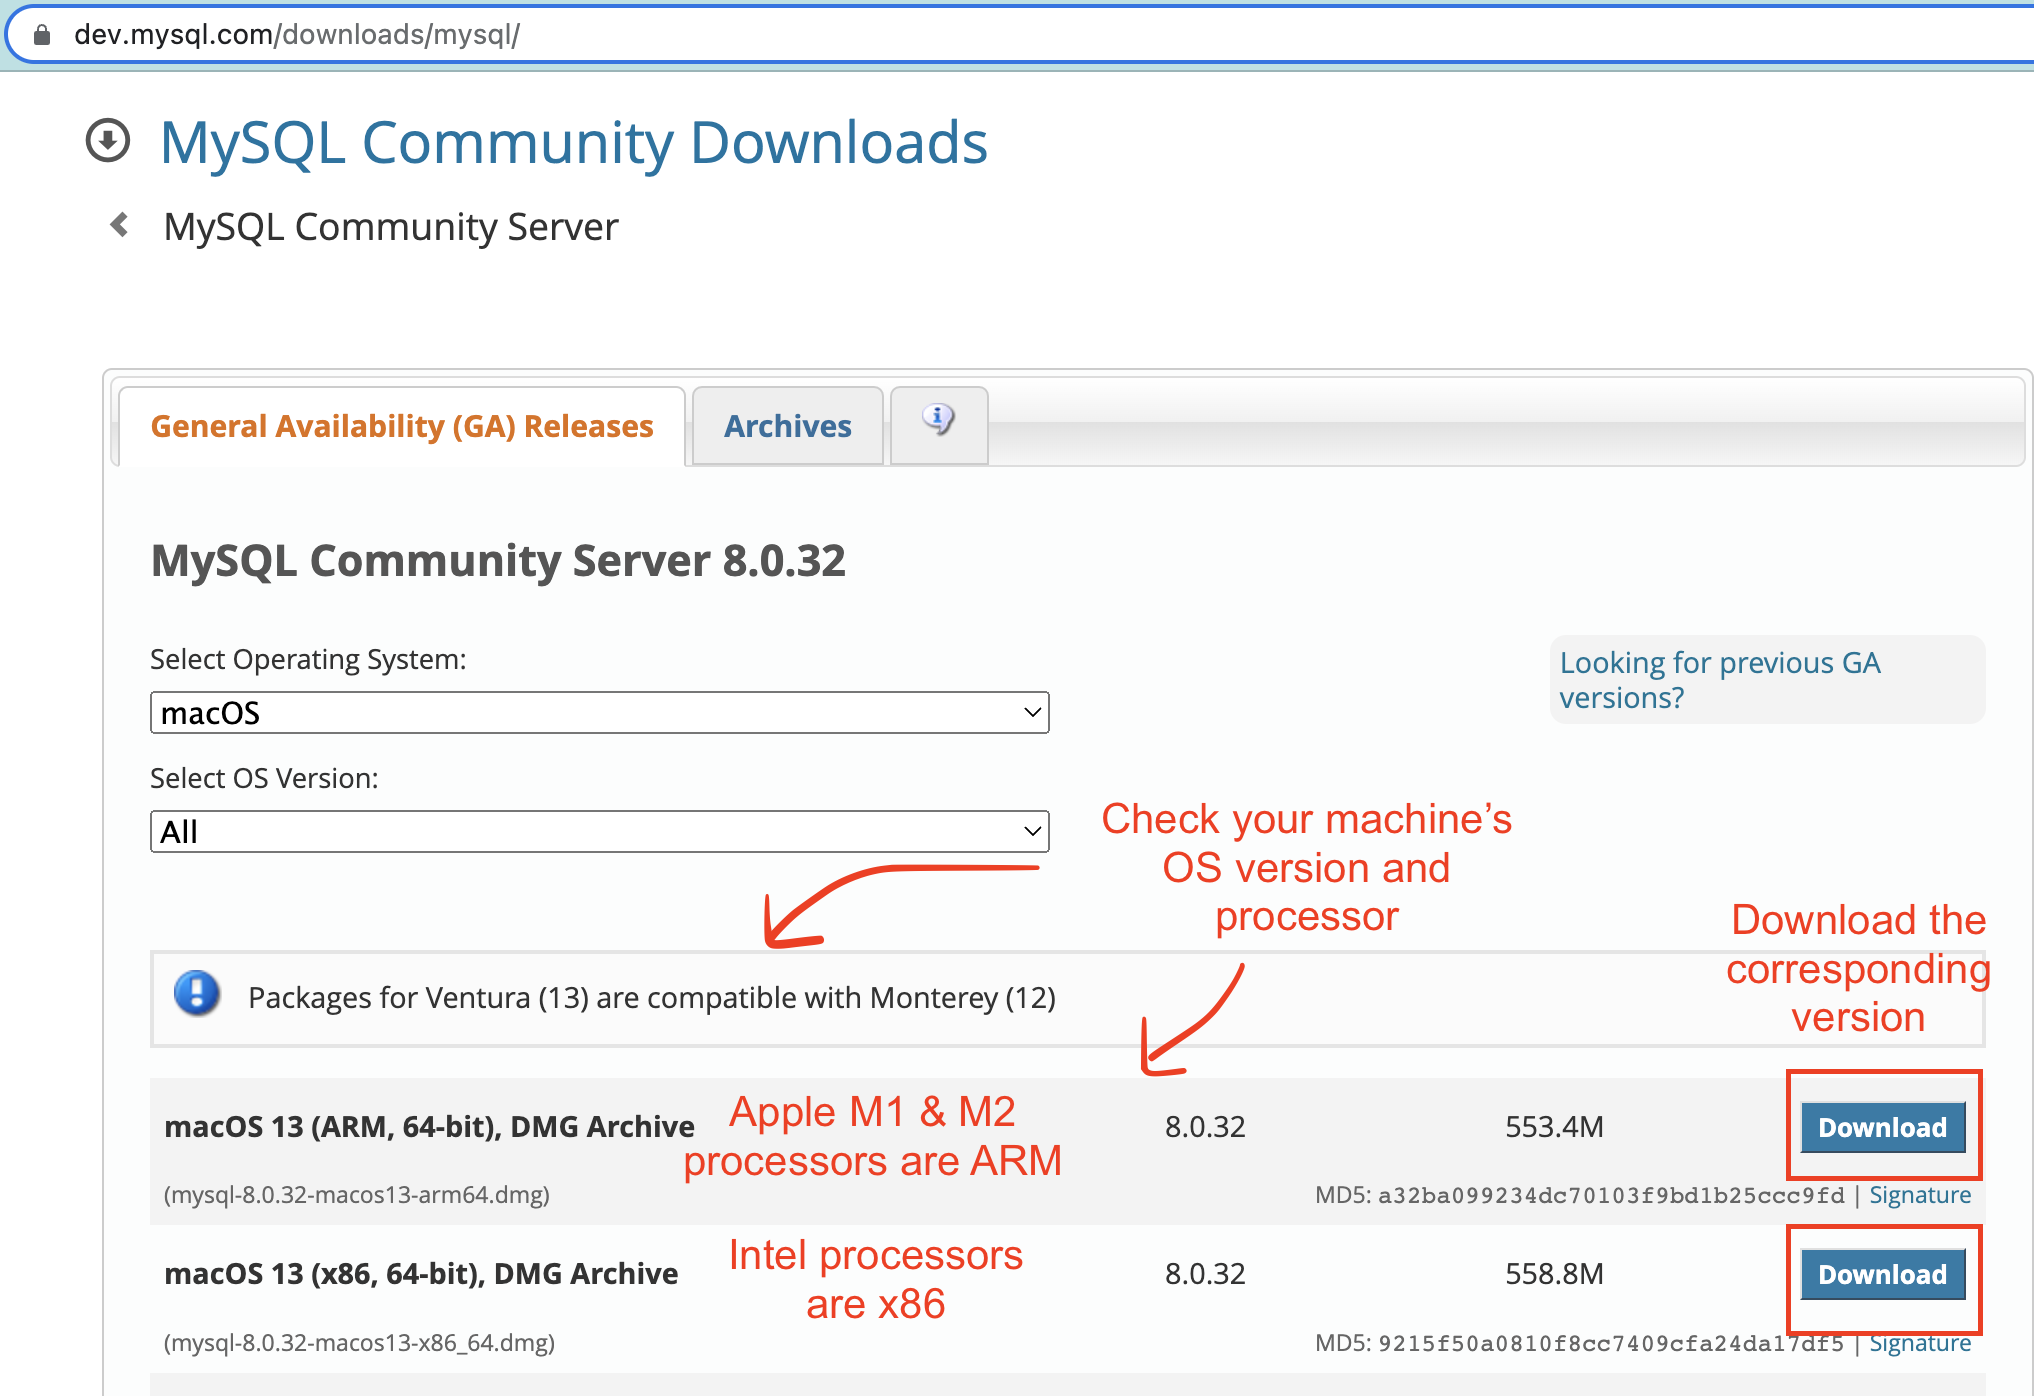 dev.mysql.com/downloads/mysql/
MySQL Community Downloads
MySQL Community Server
General Availability (GA) Releases
Archives
MySQL Community Server 8.0.32
Select Operating System:
macOS
Looking for previous GA
versions?
Select OS Version:
All
Check your machine’s
OS version and
processor
Download the
corresponding
version
Packages for Ventura (13) are compatible with Monterey (12)
macOS 13 (ARM, 64-bit), DMG Archive
Apple M1 & M2
processors are ARM
8.0.32
553.4M
Download
(mysql-8.0.32-macos13-arm64.dmg)
MD5: a32ba099234dc70103f9bd1b25ccc9fd | Signature
macOS 13 (x86, 64-bit), DMG Archive
Intel processors
are x86
8.0.32
558.8M
Download
(mysql-8.0.32-macos13-x86_64.dmg)
MD5: 9215f50a0810f8cc7409cfa24da17df5 | Signature